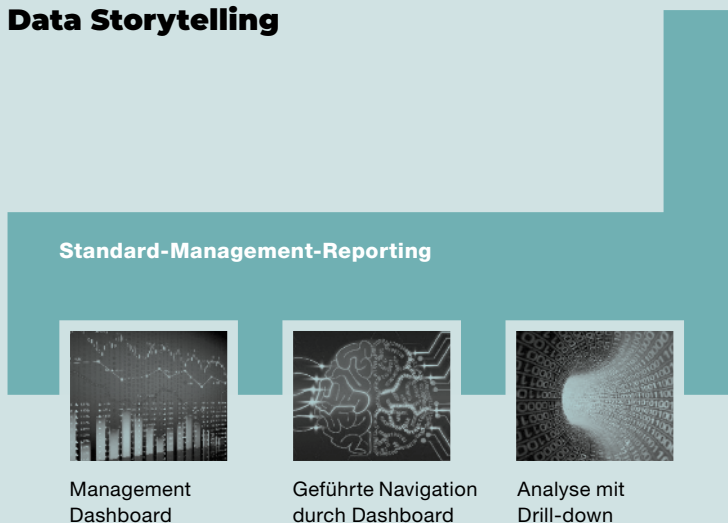 Data Storytelling
Standard-Management-Reporting
Management
Dashboard
Geführte Navigation
durch Dashboard
Analyse mit
Drill-down